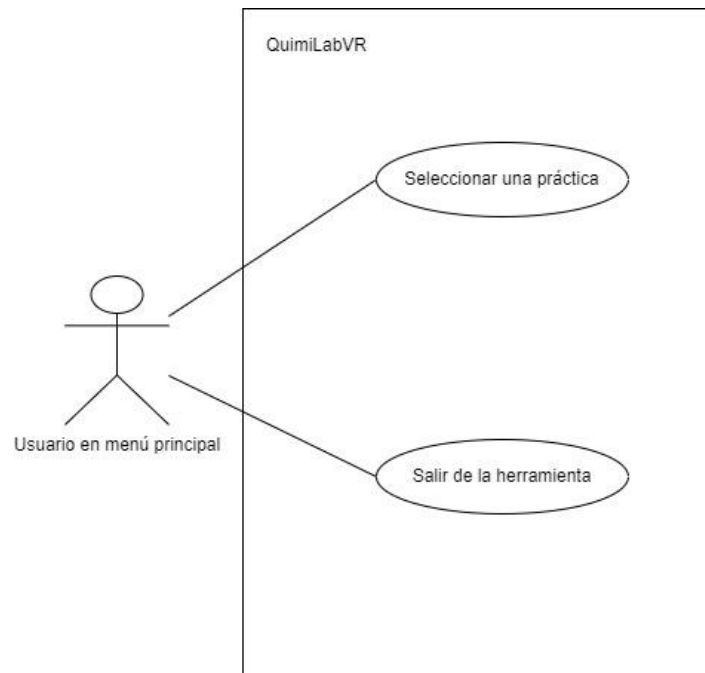 QuimiLabVR
Seleccionar una práctica
Usuario en menú principal
Salir de la herramienta